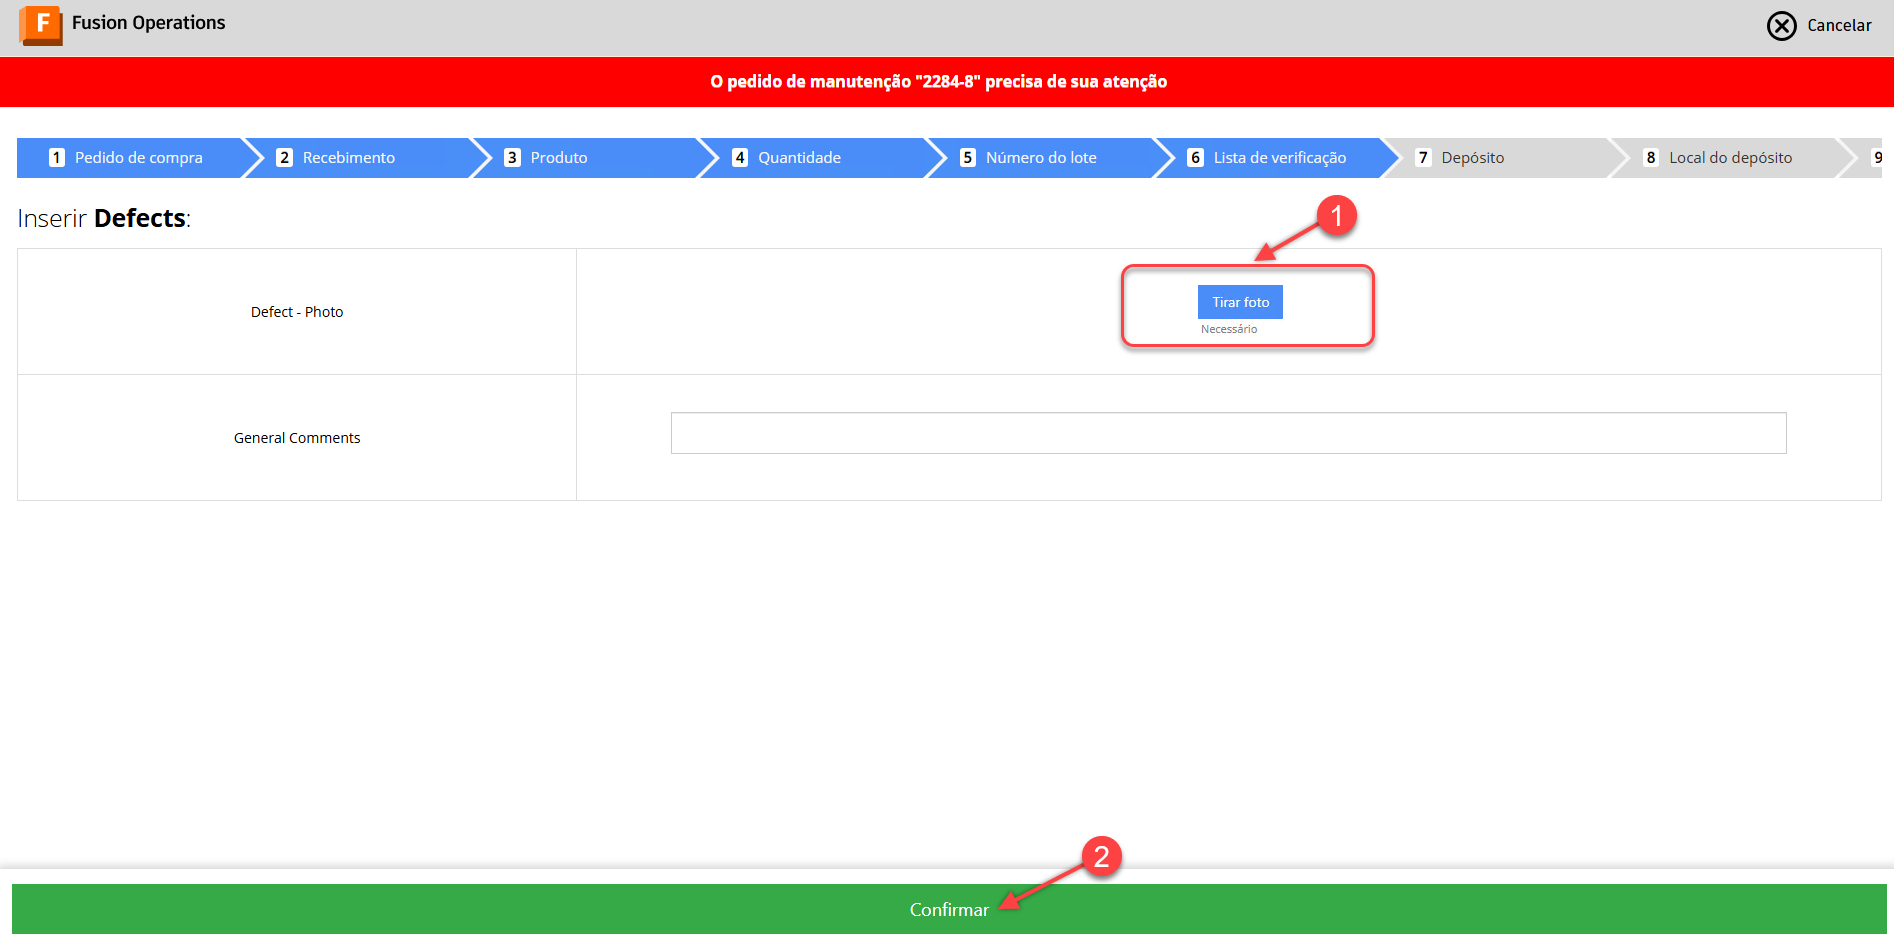 F Fusion Operations
Cancelar
O pedido de manutenção "2284-8" precisa de sua atenção
1 Pedido de compra 2 Recebimento 3 Produto 4 Quantidade 5 Número do lote 6 Lista de verificação 7 Depósito 8 Local do depósito 9
Inserir Defects:
1
Defect - Photo
Tirar foto
Necessário
General Comments
2
Confirmar